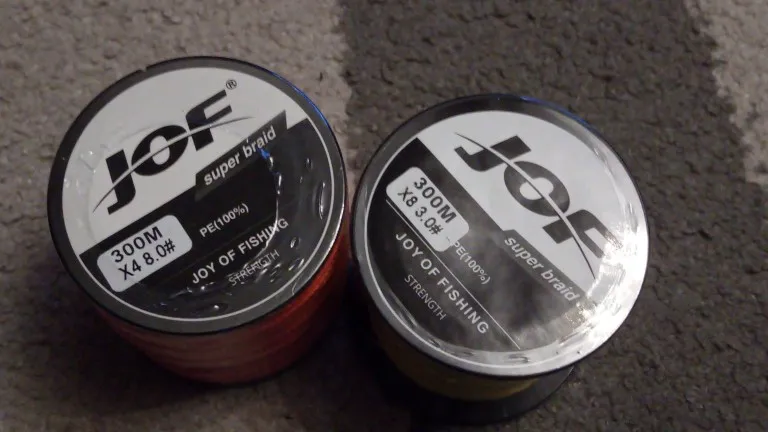 JOF®
super braid
300M
X4 8.0#
PE(100%)
JOY OF FISHING
STRENGTH
JOF
super braid
300M
X8 3.0#
PE(100%)
JOY OF FISHING
STRENGTH